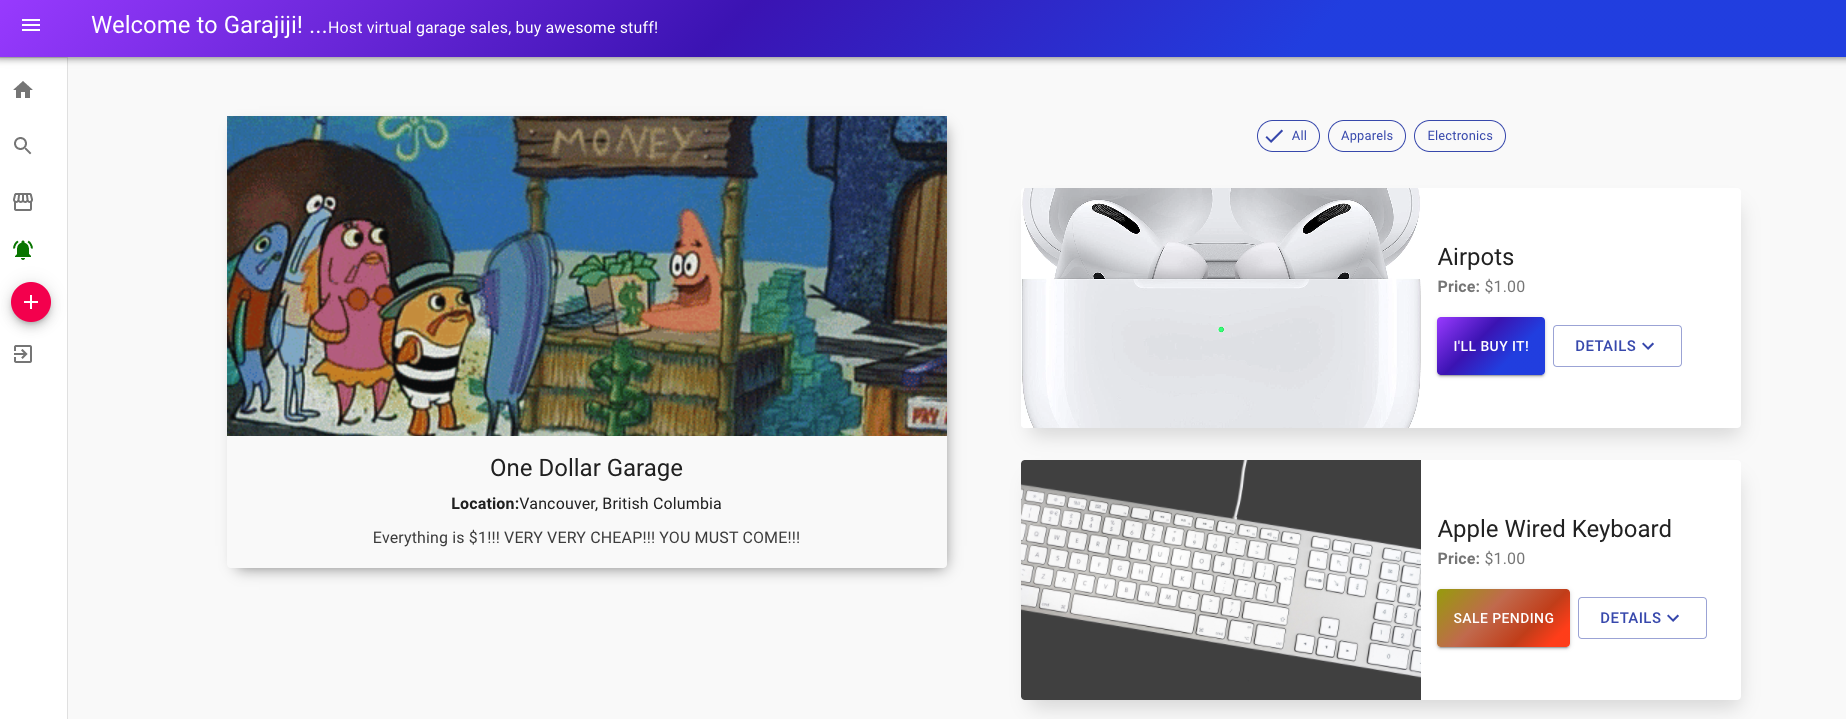 Welcome to Garajiji! ...Host virtual garage sales, buy awesome stuff!
MONEY
One Dollar Garage
Location:Vancouver, British Columbia
Everything is $1!!! VERY VERY CHEAP!!! YOU MUST COME!!!
All Apparels Electronics
Airpots
Price: $1.00
I'LL BUY IT! DETAILS
Apple Wired Keyboard
Price: $1.00
SALE PENDING DETAILS